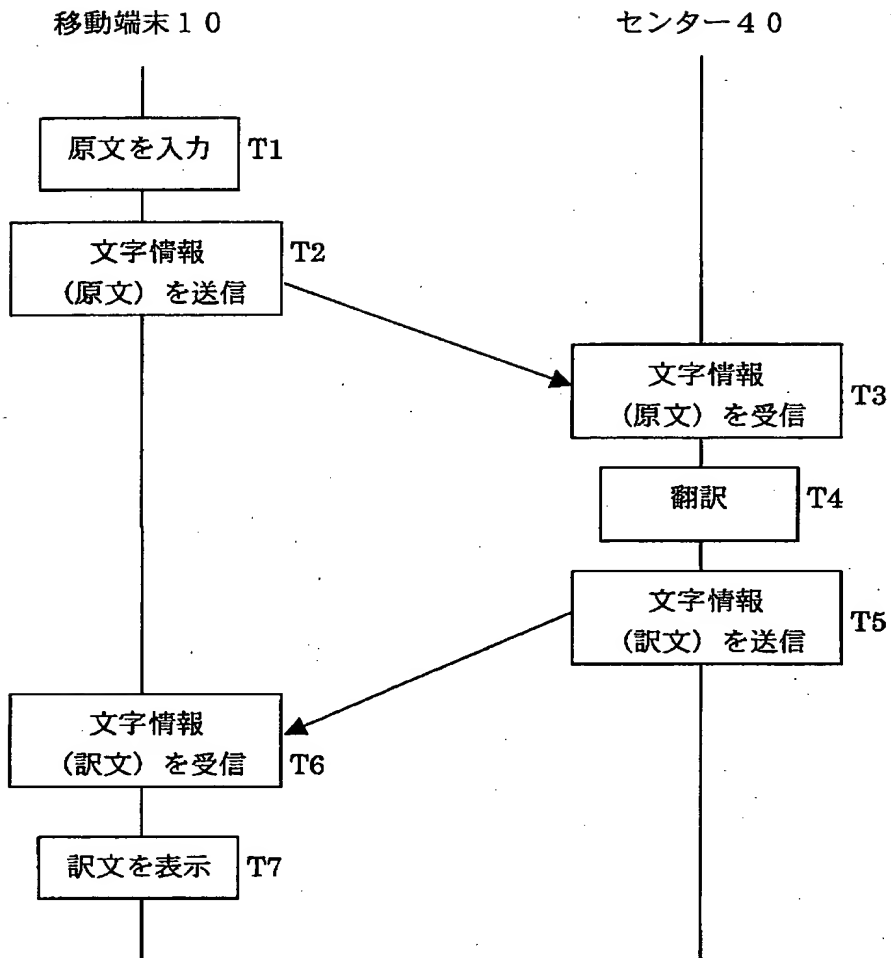 移動端末１０
センター４０
原文を入力
T1
文字情報
(原文) を送信
T2
文字情報
(原文) を受信
T3
翻訳
T4
文字情報
(訳文) を送信
T5
文字情報
(訳文) を受信
T6
訳文を表示
T7